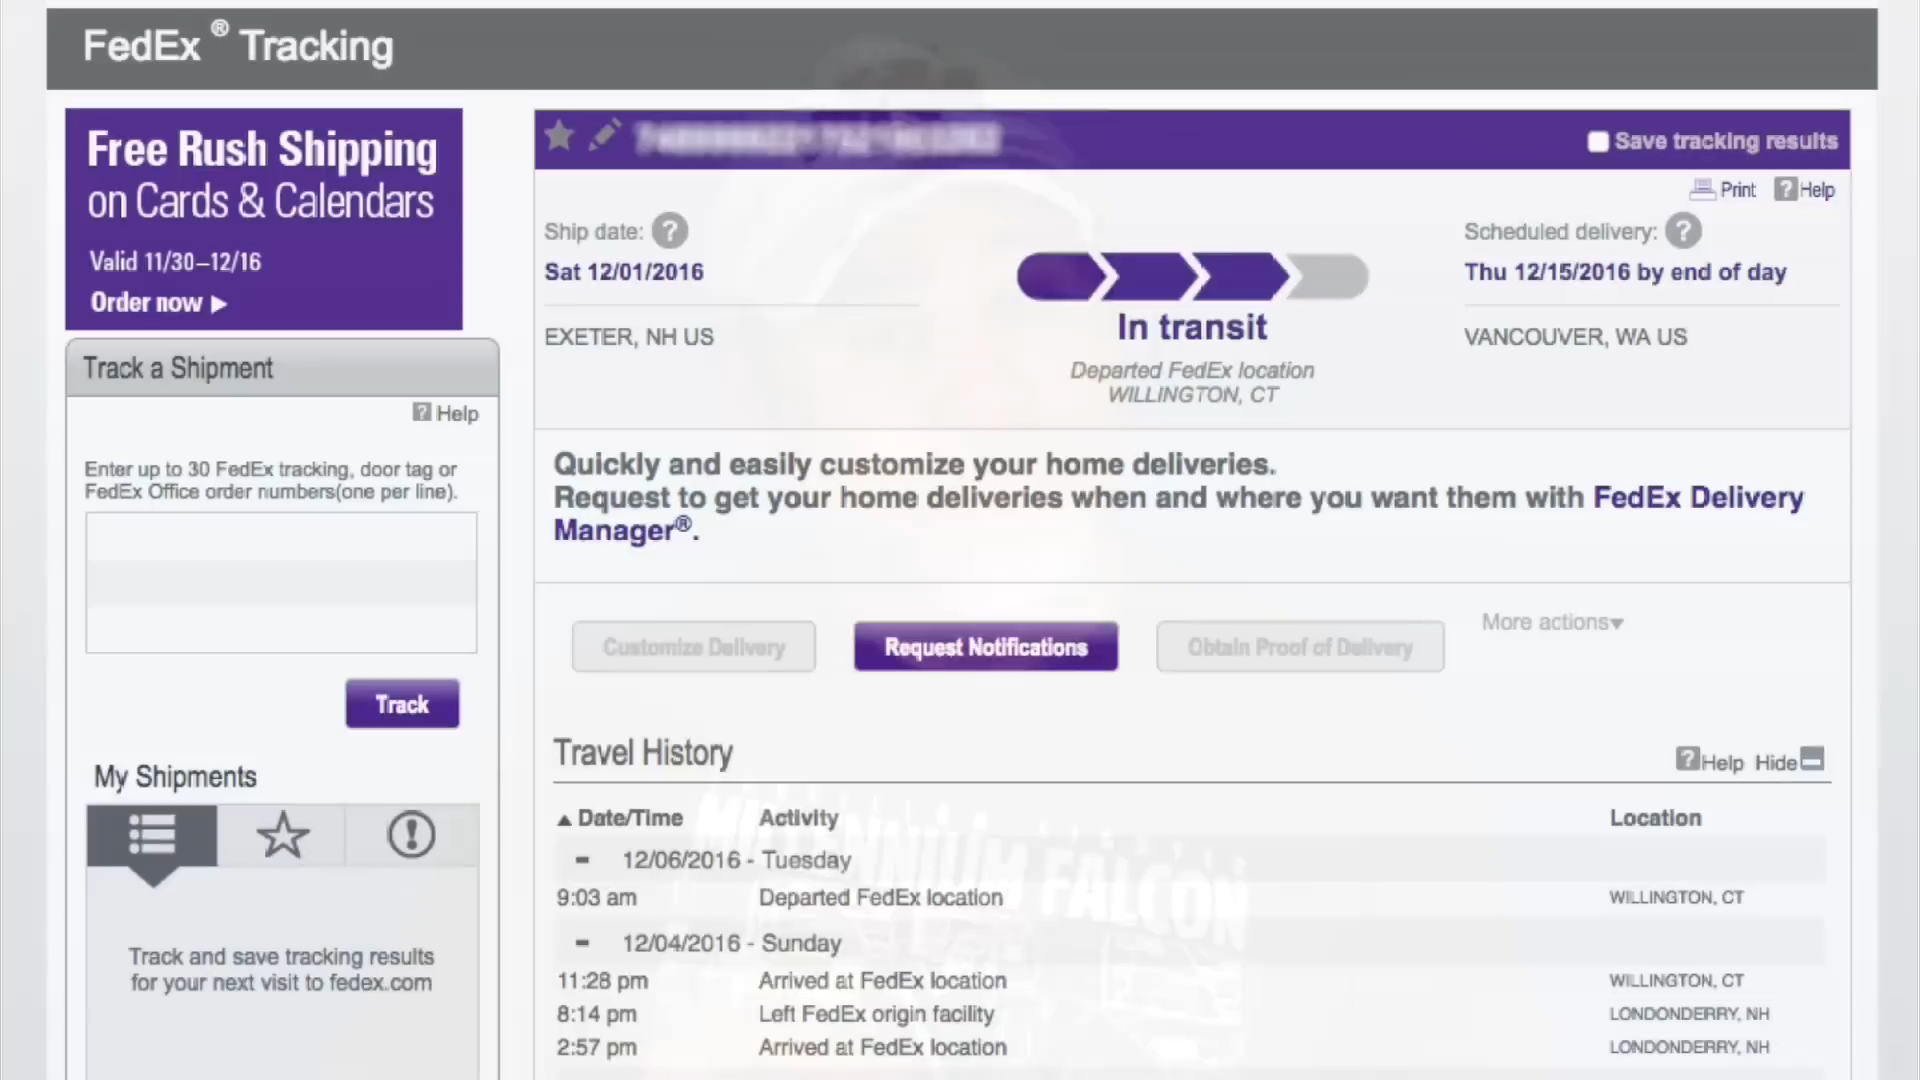 FedEx ® Tracking
Free Rush Shipping
on Cards & Calendars
Valid 11/30–12/16
Order now ▶
Track a Shipment
Help
Enter up to 30 FedEx tracking, door tag or
FedEx Office order numbers(one per line).
Track
My Shipments
Track and save tracking results
for your next visit to fedex.com
Save tracking results
Print Help
Ship date:
Sat 12/01/2016
EXETER, NH US
In transit
Departed FedEx location
WILLINGTON, CT
Scheduled delivery:
Thu 12/15/2016 by end of day
VANCOUVER, WA US
Quickly and easily customize your home deliveries.
Request to get your home deliveries when and where you want them with FedEx Delivery
Manager®.
Customize Delivery Request Notifications Obtain Proof of Delivery More actions▾
Travel History
Help Hide
▲ Date/Time Activity Location
- 12/06/2016 - Tuesday
9:03 am Departed FedEx location WILLINGTON, CT
- 12/04/2016 - Sunday
11:28 pm Arrived at FedEx location WILLINGTON, CT
8:14 pm Left FedEx origin facility LONDONDERRY, NH
2:57 pm Arrived at FedEx location LONDONDERRY, NH
MILLENNIUM FALCON